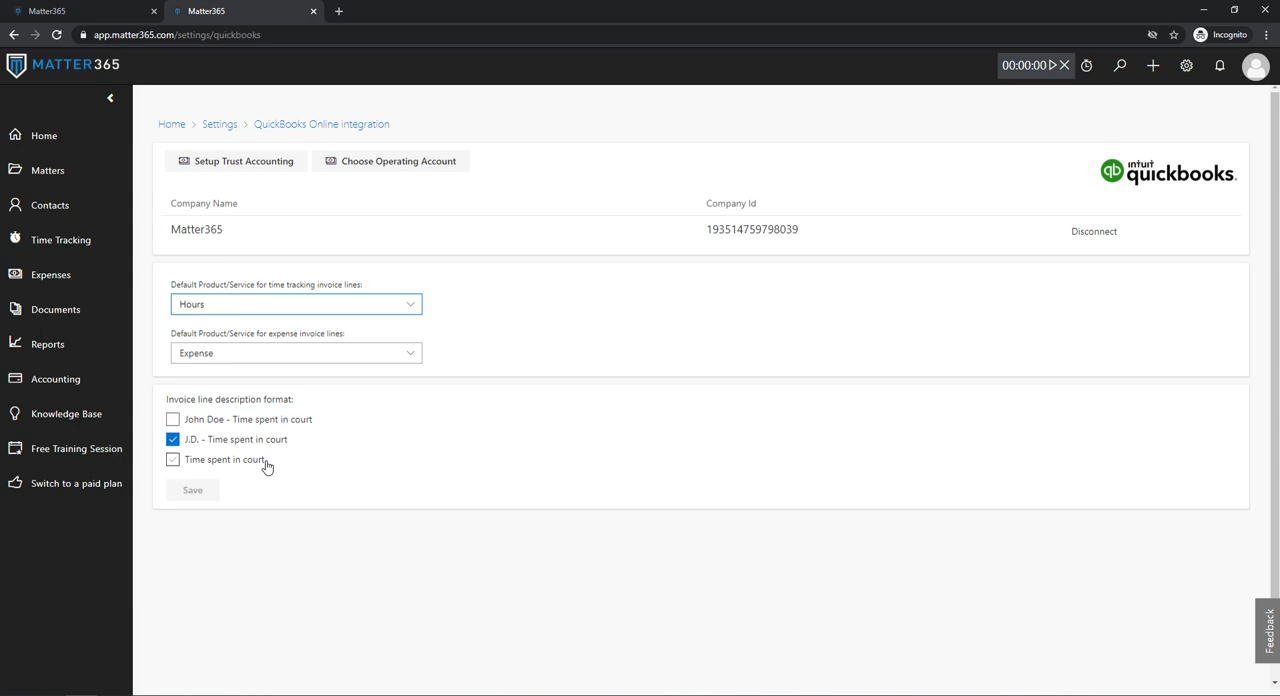 Matter365
Matter365
app.matter365.com/settings/quickbooks
Incognito
MATTER365
00:00:00
Home
Matters
Contacts
Time Tracking
Expenses
Documents
Reports
Accounting
Knowledge Base
Free Training Session
Switch to a paid plan
Home > Settings > QuickBooks Online integration
Setup Trust Accounting
Choose Operating Account
intuit
quickbooks.
Company Name
Company Id
Matter365
193514759798039
Disconnect
Default Product/Service for time tracking invoice lines:
Hours
Default Product/Service for expense invoice lines:
Expense
Invoice line description format:
John Doe - Time spent in court
J.D. - Time spent in court
Time spent in court
Save
Feedback